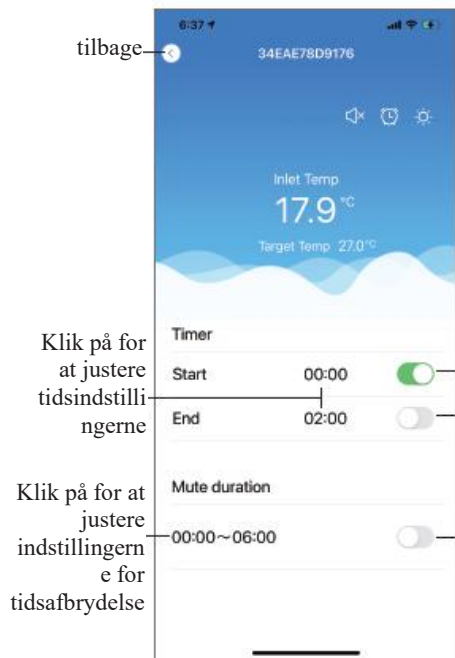 6:37
tilbage
34EAE78D9176
Inlet Temp
17.9 °C
Target Temp 27.0 °C
Timer
Klik på for
at justere
tidsindstilli
ngerne
Start 00:00
End 02:00
Mute duration
Klik på for at
justere
indstillingern
e for
tidsafbrydelse
00:00～06:00